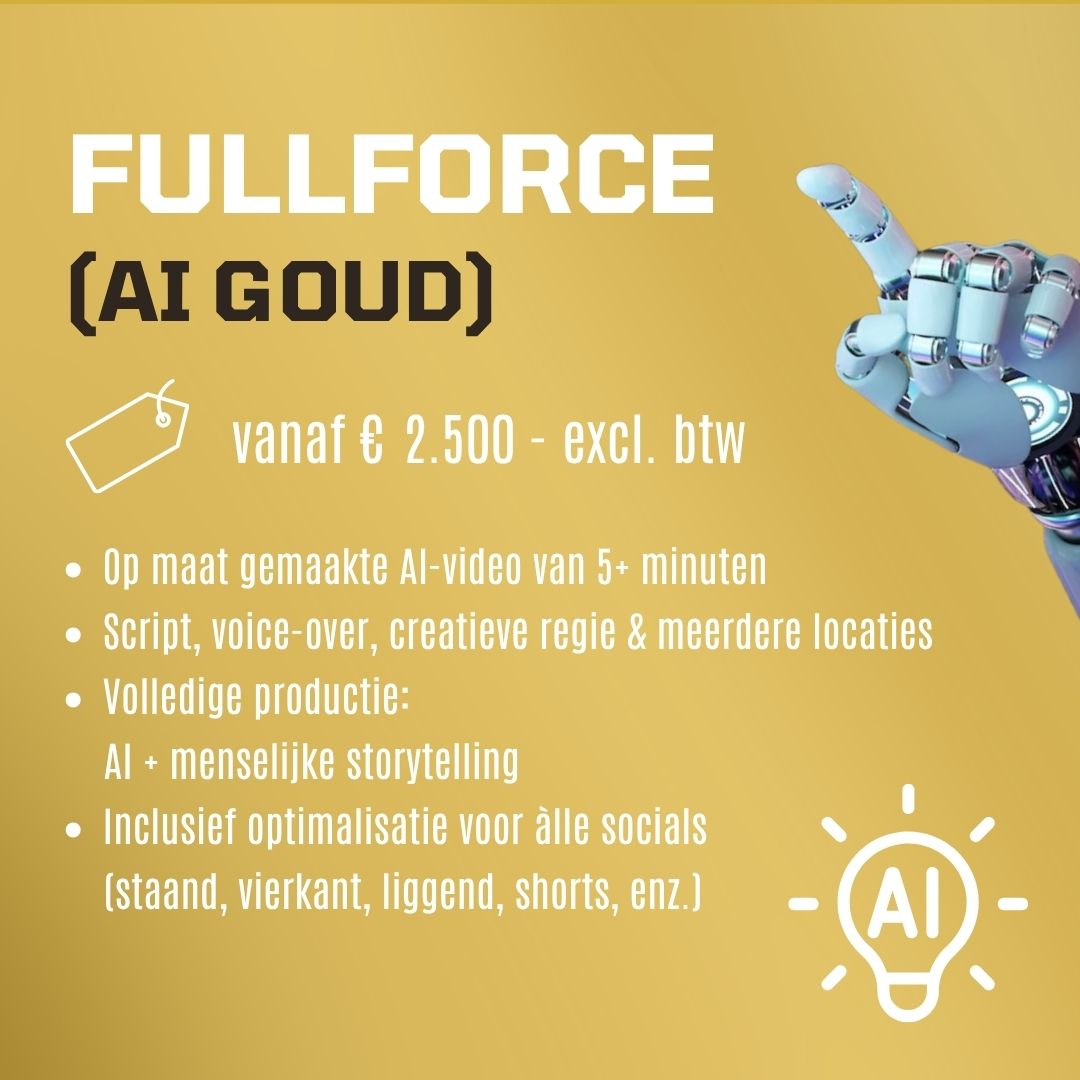 FULLFORCE
(AI GOUD)
vanaf € 2.500 - excl. btw
• Op maat gemaakte AI-video van 5+ minuten
• Script, voice-over, creatieve regie & meerdere locaties
• Volledige productie:
AI + menselijke storytelling
• Inclusief optimalisatie voor àlle socials
(staand, vierkant, liggend, shorts, enz.)
AI